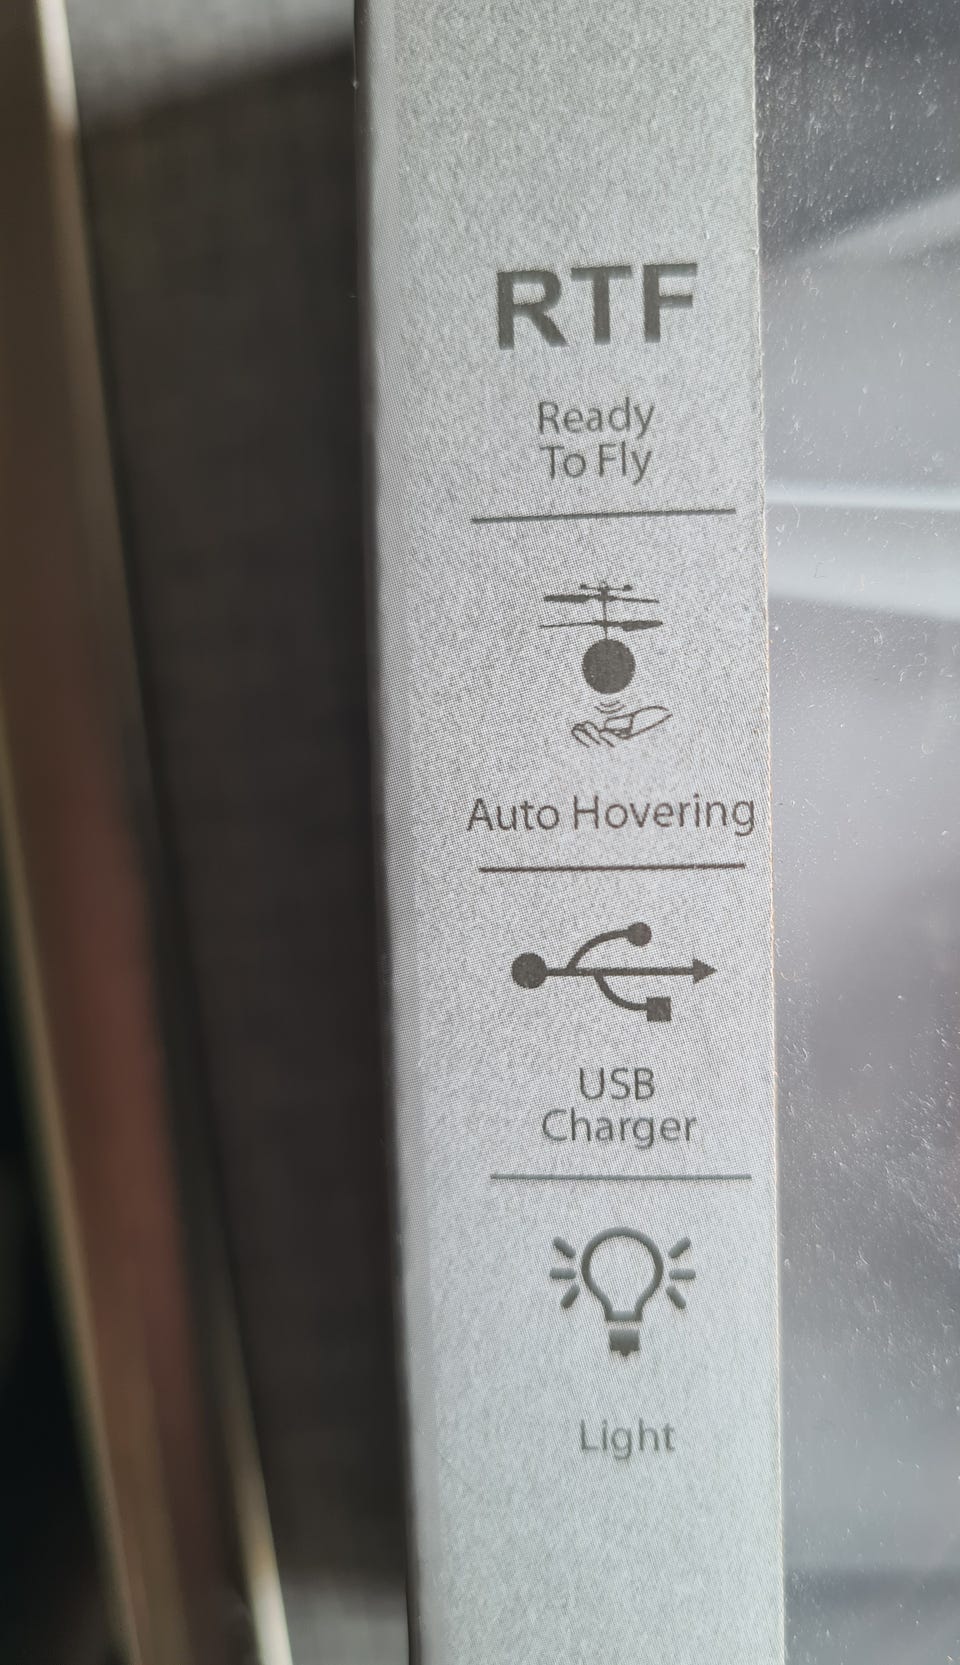 RTF
Ready
To Fly
Auto Hovering
USB
Charger
Light